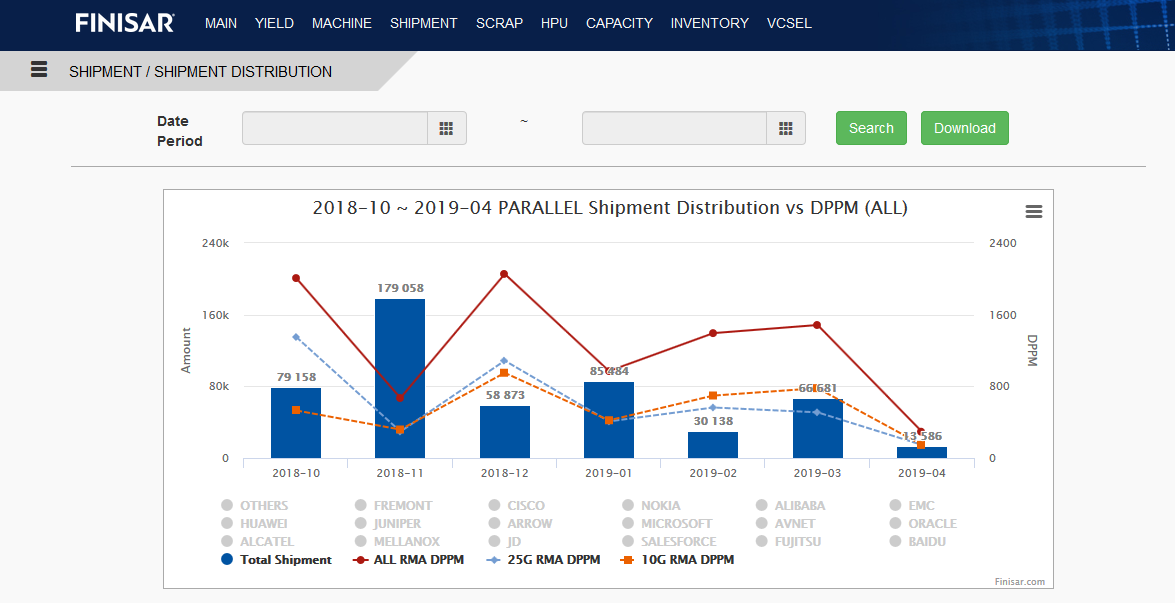 FINISAR MAIN YIELD MACHINE SHIPMENT SCRAP HPU CAPACITY INVENTORY VCSEL
SHIPMENT / SHIPMENT DISTRIBUTION
Date Period ~ Search Download
2018-10 ~ 2019-04 PARALLEL Shipment Distribution vs DPPM (ALL)
240k 2400
179 058
160k 1600
Amount DPPM
79 158 85 484
80k 58 873 66 681 800
30 138
13 586
0 0
2018-10 2018-11 2018-12 2019-01 2019-02 2019-03 2019-04
OTHERS FREMONT CISCO NOKIA ALIBABA EMC
HUAWEI JUNIPER ARROW MICROSOFT AVNET ORACLE
ALCATEL MELLANOX JD SALESFORCE FUJITSU BAIDU
Total Shipment ALL RMA DPPM 25G RMA DPPM 10G RMA DPPM
Finisar.com